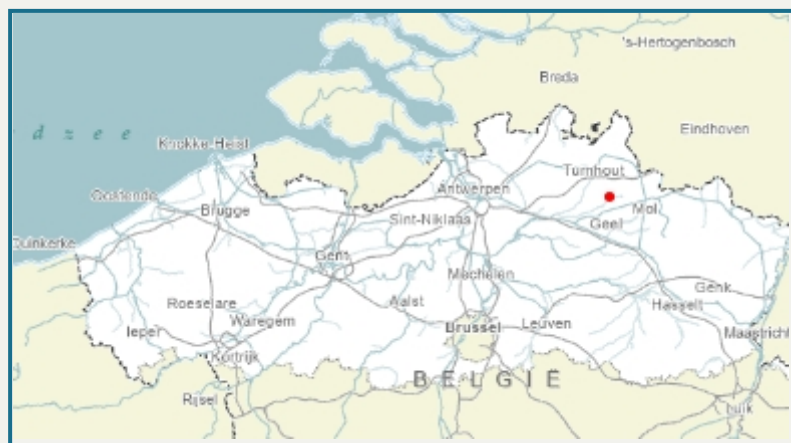 's-Hertogenbosch
Breda
d z e e
Eindhoven
Knokke-Heist
Turnhout
Oostende
Antwerpen
Brugge
Sint-Niklaas
Mol
Geel
Duinkerke
Gent
Mechelen
Genk
Roeselare
Aalst
Hasselt
Ieper
Waregem
Brussel
Leuven
Maastricht
Kortrijk
BELGIË
Rijsel
Luik